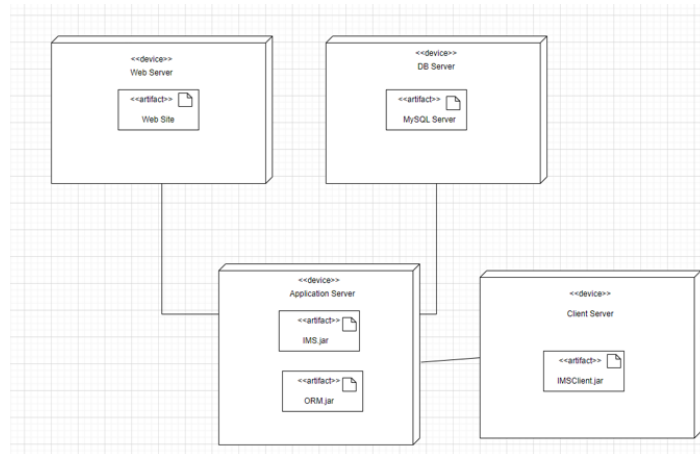 <<device>>
Web Server
<<artifact>>
Web Site
<<device>>
DB Server
<<artifact>>
MySQL Server
<<device>>
Application Server
<<artifact>>
IMS.jar
<<artifact>>
ORM.jar
<<device>>
Client Server
<<artifact>>
IMSClient.jar